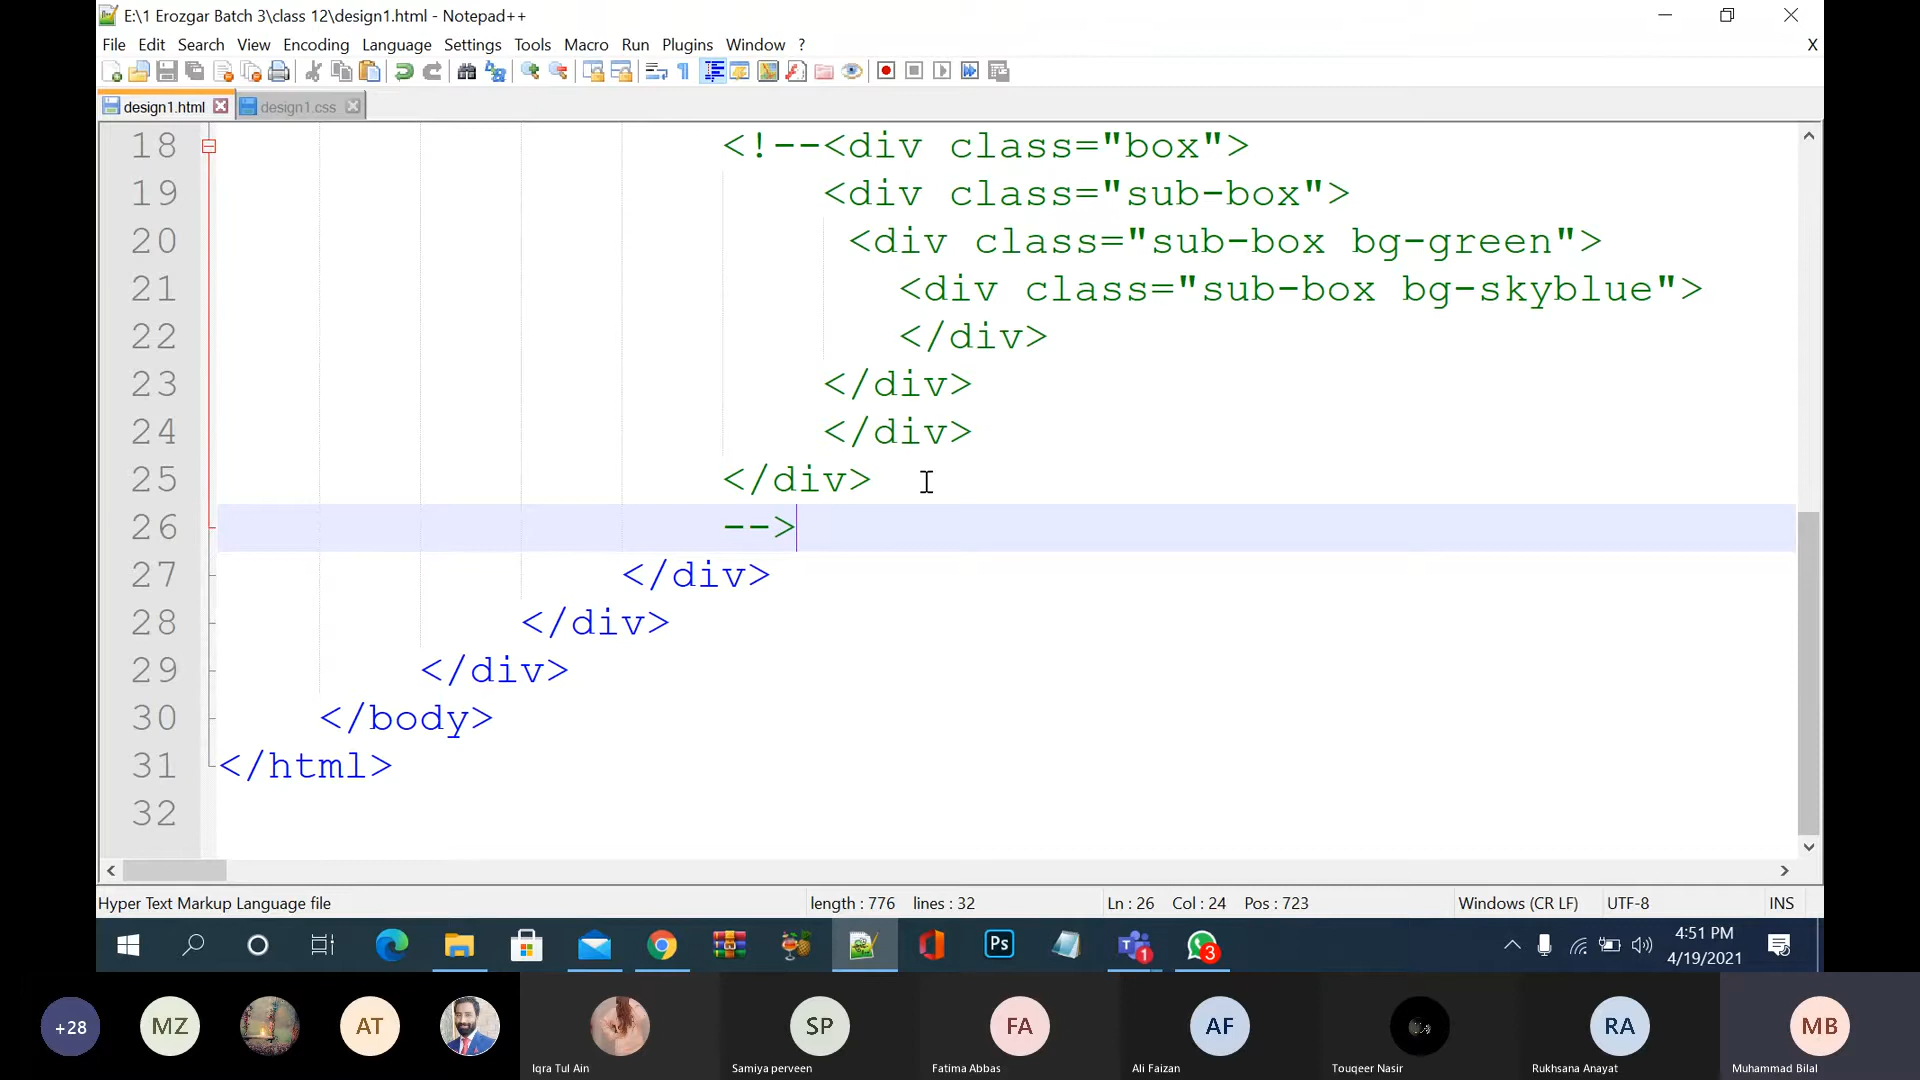 E:\1 Erozgar Batch 3\class 12\design1.html - Notepad++
File Edit Search View Encoding Language Settings Tools Macro Run Plugins Window ? X
design1.html design1.css
18 <!--<div class="box">
19 <div class="sub-box">
20 <div class="sub-box bg-green">
21 <div class="sub-box bg-skyblue">
22 </div>
23 </div>
24 </div>
25 </div>
26 -->
27 </div>
28 </div>
29 </div>
30 </body>
31 </html>
32
Hyper Text Markup Language file length : 776 lines : 32 Ln : 26 Col : 24 Pos : 723 Windows (CR LF) UTF-8 INS
Ps 1 3 4:51 PM
4/19/2021
+28 MZ AT SP FA AF RA MB
Iqra Tul Ain Samiya perveen Fatima Abbas Ali Faizan Touqeer Nasir Rukhsana Anayat Muhammad Bilal